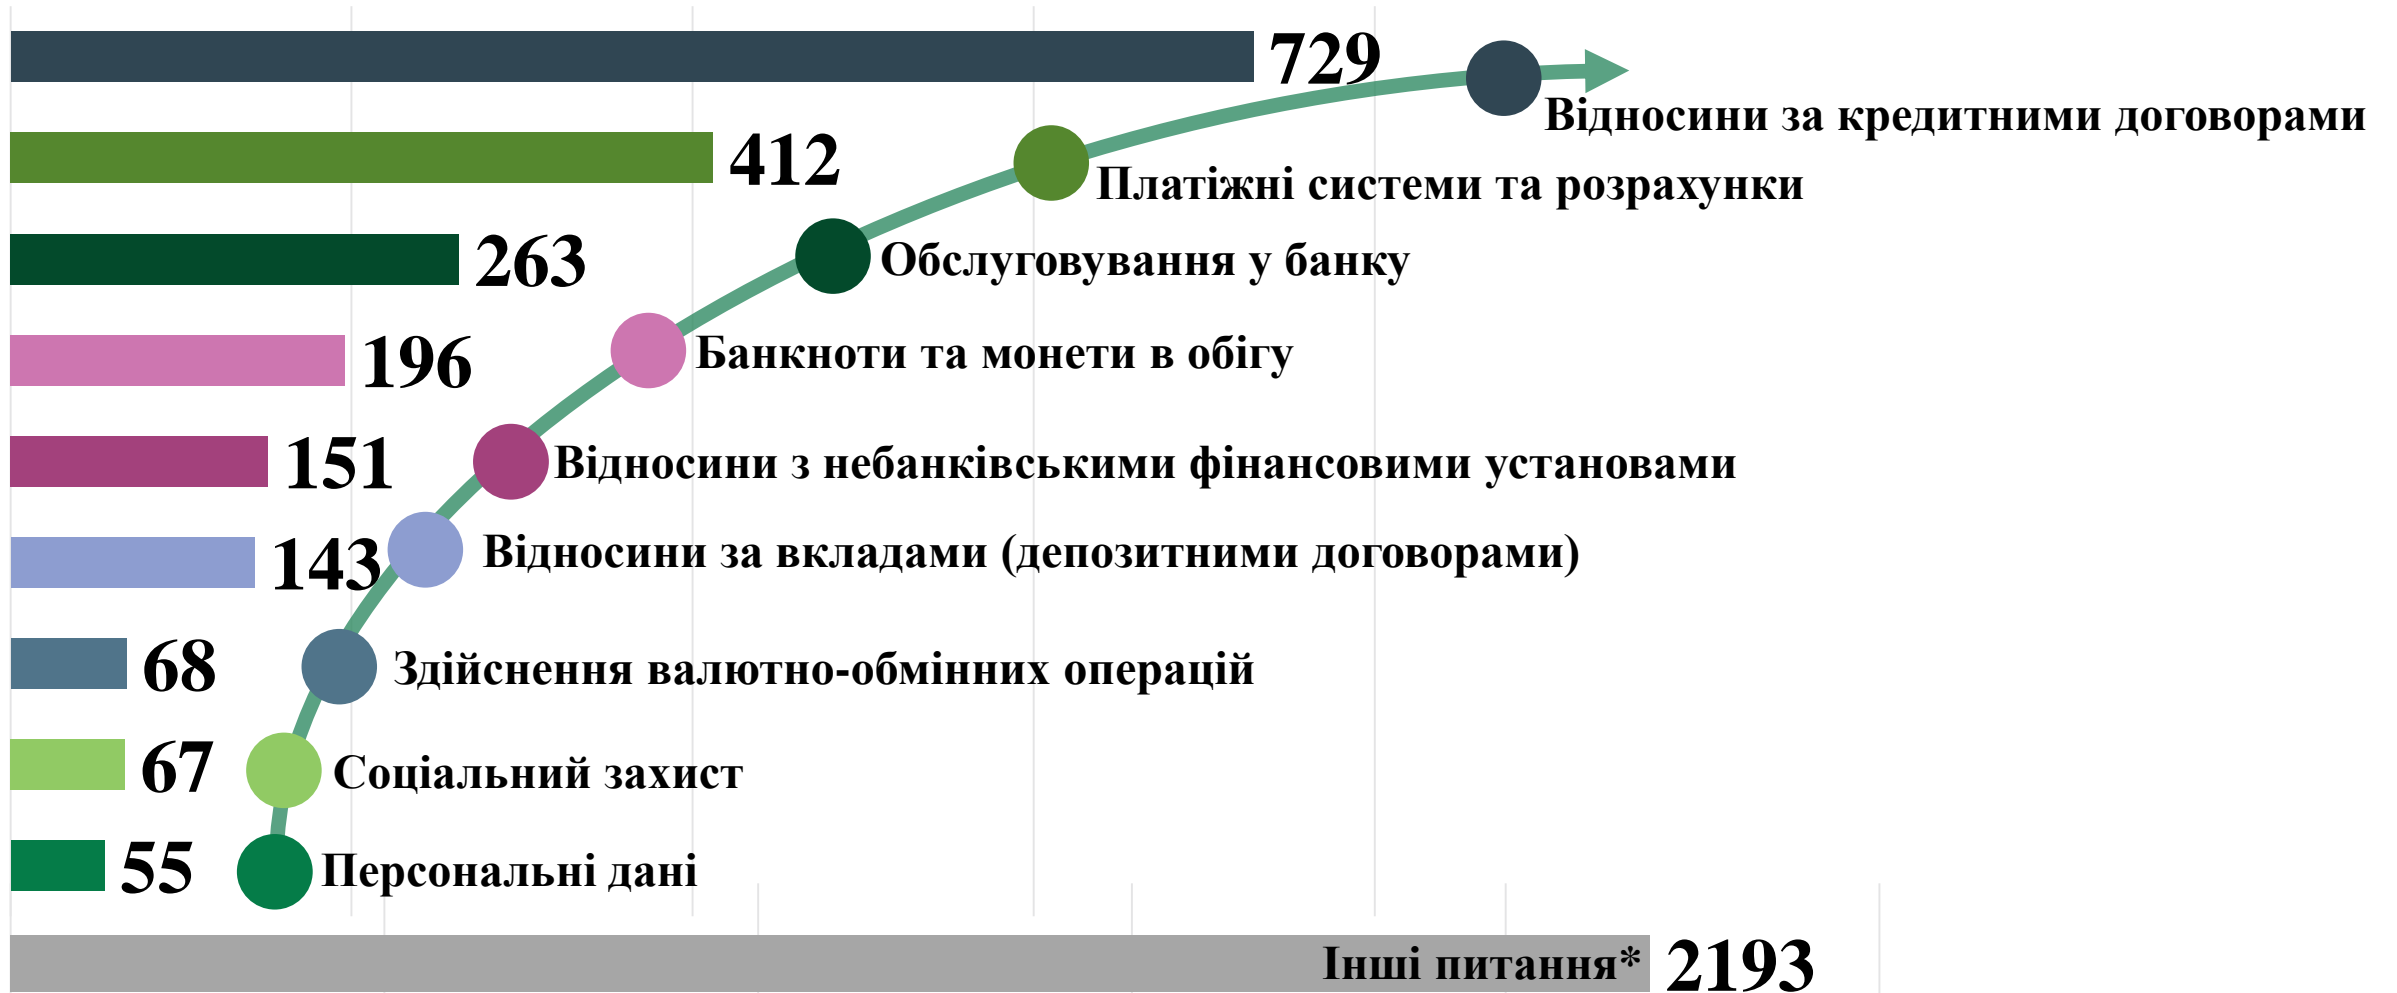 729
Відносини за кредитними договорами
412
Платіжні системи та розрахунки
263
Обслуговування у банку
196
Банкноти та монети в обігу
151
Відносини з небанківськими фінансовими установами
143
Відносини за вкладами (депозитними договорами)
68
Здійснення валютно-обмінних операцій
67
Соціальний захист
55
Персональні дані
Інші питання*
2193